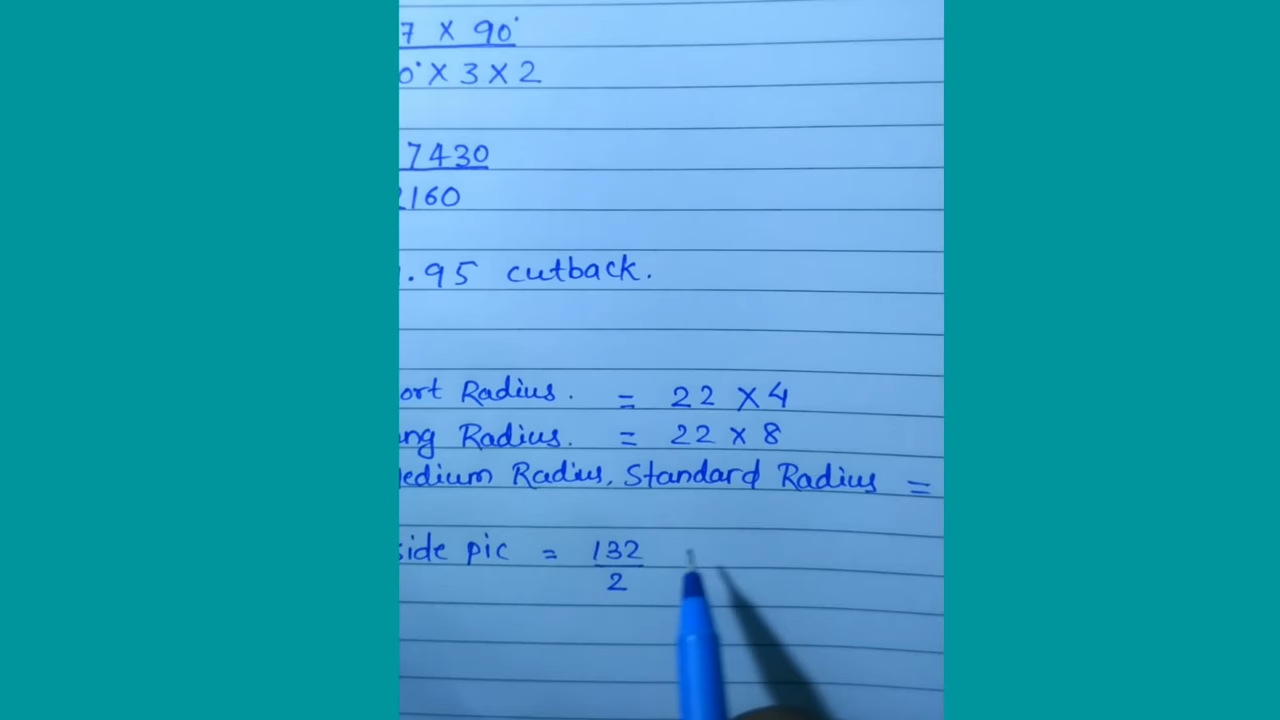 7 X 90°
0° X 3 X 2
7430
2160
.95 cutback.
ort Radius. = 22 X 4
ng Radius. = 22 X 8
edium Radius, Standard Radius =
side pic = 132
2